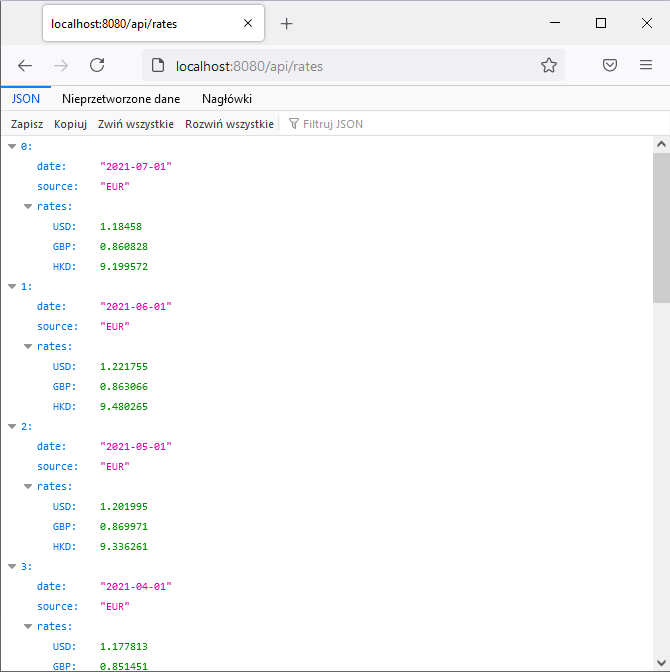 localhost:8080/api/rates
localhost:8080/api/rates
JSON Nieprzetworzone dane Nagłówki
Zapisz Kopiuj Zwiń wszystkie Rozwiń wszystkie Filtruj JSON
0:
date: "2021-07-01"
source: "EUR"
rates:
USD: 1.18458
GBP: 0.860828
HKD: 9.199572
1:
date: "2021-06-01"
source: "EUR"
rates:
USD: 1.221755
GBP: 0.863066
HKD: 9.480265
2:
date: "2021-05-01"
source: "EUR"
rates:
USD: 1.201995
GBP: 0.869971
HKD: 9.336261
3:
date: "2021-04-01"
source: "EUR"
rates:
USD: 1.177813
GBP: 0.851451